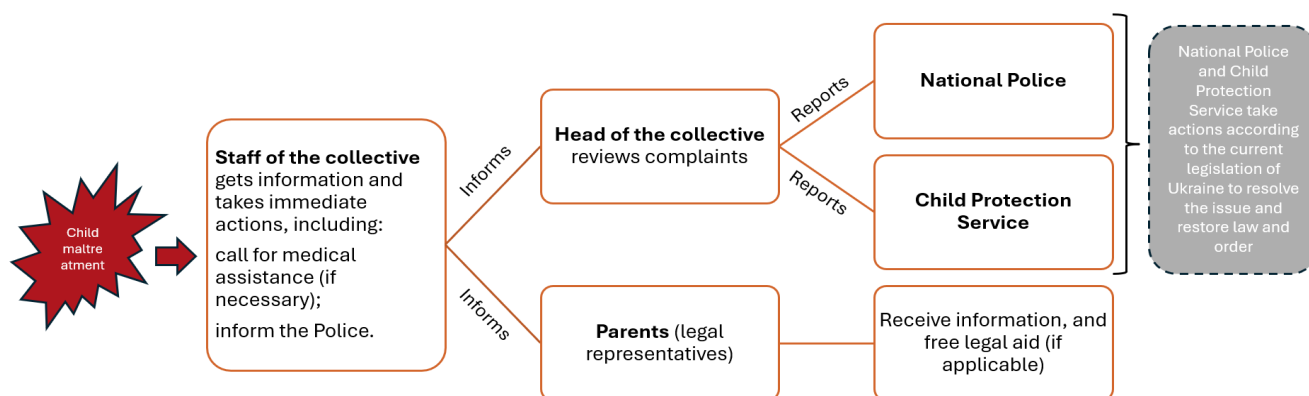 Child
maltre
atment
Staff of the collective
gets information and
takes immediate
actions, including:
call for medical
assistance (if
necessary);
inform the Police.
Informs
Informs
Head of the collective
reviews complaints
Parents (legal
representatives)
Reports
Reports
National Police
Child Protection
Service
Receive information, and
free legal aid (if
applicable)
National Police
and Child
Protection
Service take
actions according
to the current
legislation of
Ukraine to resolve
the issue and
restore law and
order